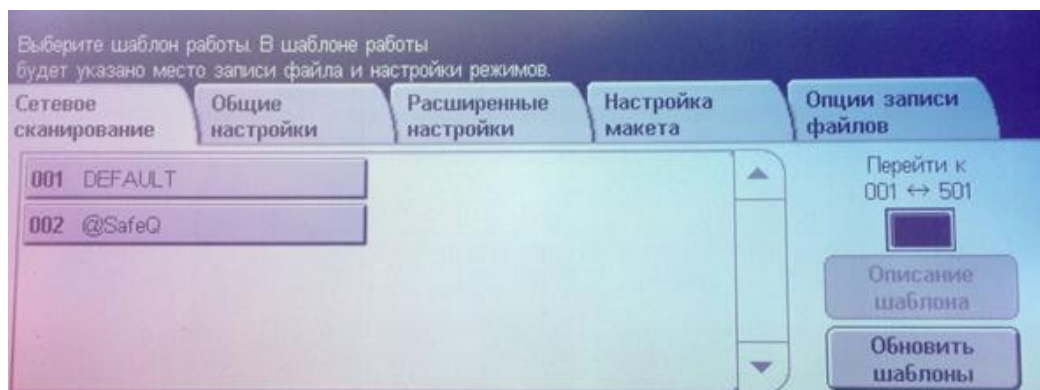 Выберите шаблон работы. В шаблоне работы
будет указано место записи файла и настройки режимов.
Сетевое
сканирование
Общие
настройки
Расширенные
настройки
Настройка
макета
Опции записи
файлов
001 DEFAULT
002 @SafeQ
Перейти к
001 ↔ 501
Описание
шаблона
Обновить
шаблоны